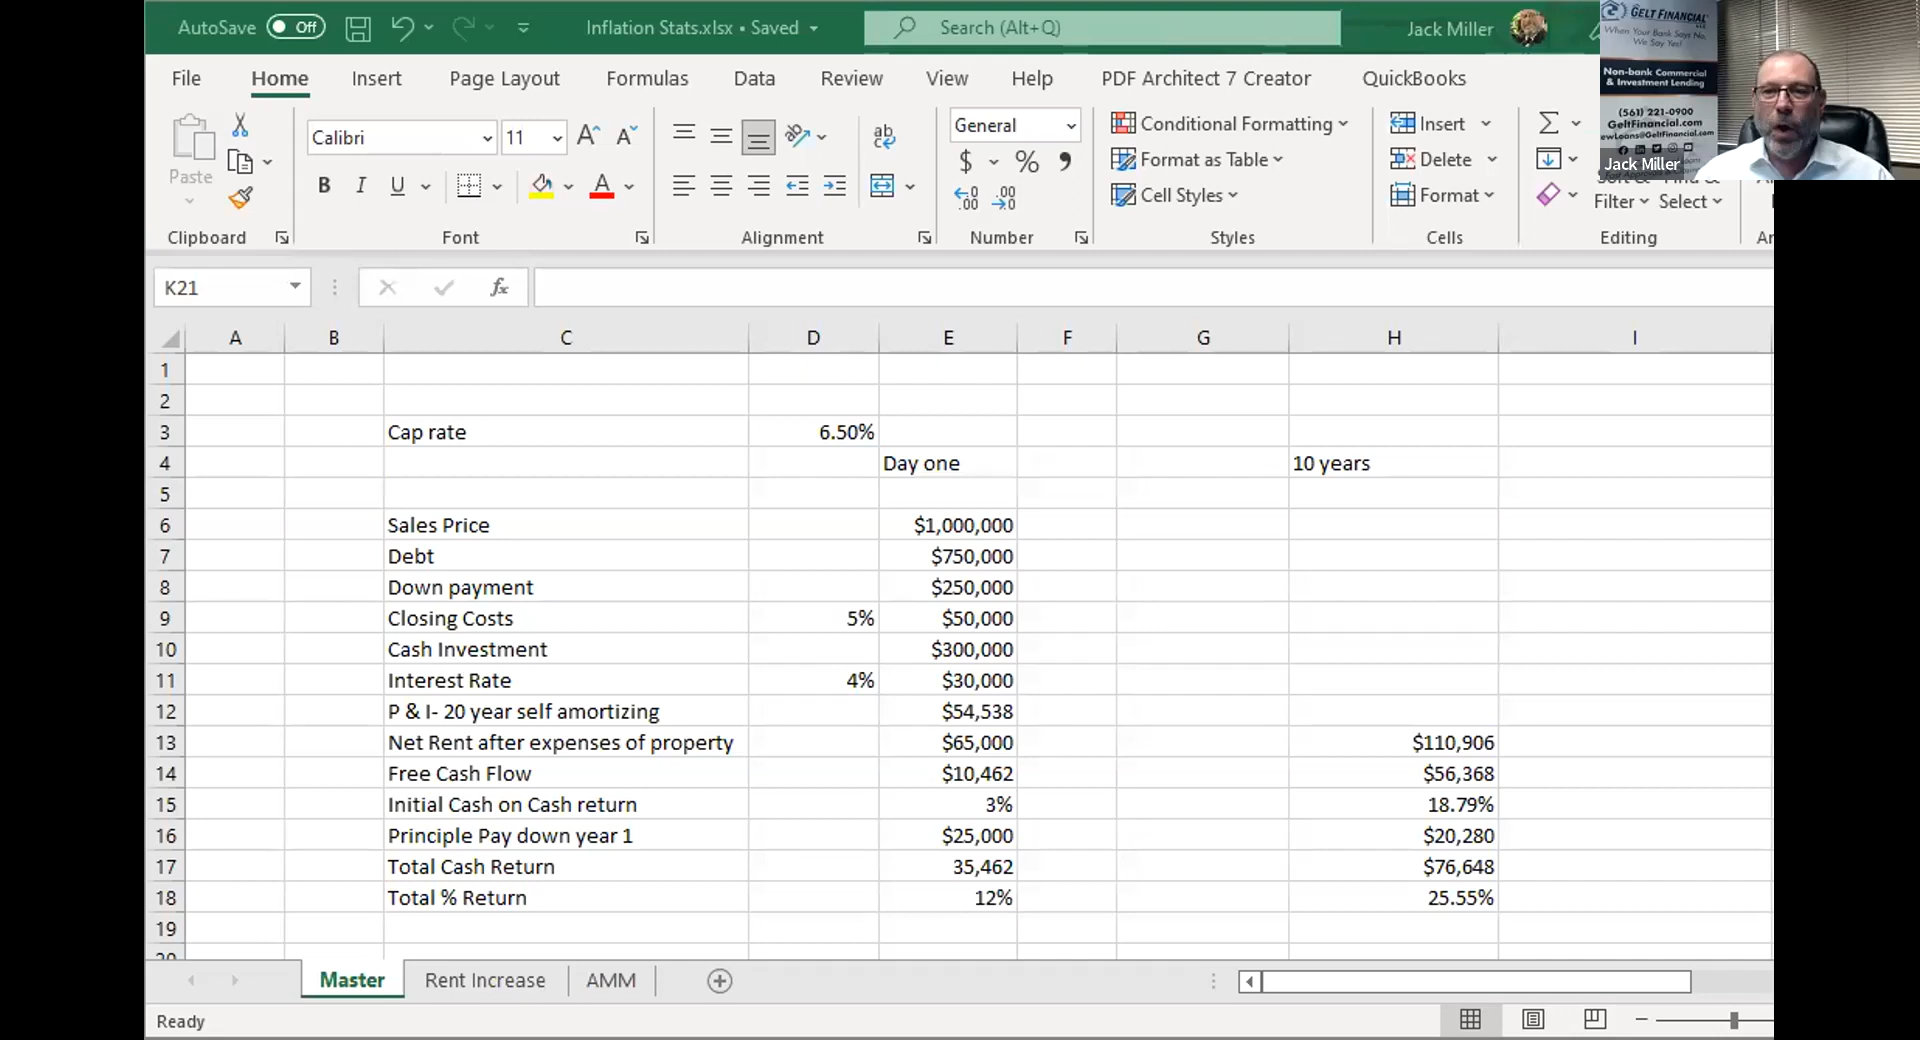 AutoSave Off Inflation Stats.xlsx • Saved Search (Alt+Q) Jack Miller
File Home Insert Page Layout Formulas Data Review View Help PDF Architect 7 Creator QuickBooks
GELT FINANCIAL
When Your Bank Says No,
We Say Yes!
Non-bank Commercial
& Investment Lending
(561) 221-0900
GeltFinancial.com
ewLoans@GeltFinancial.com
Jack Miller
Paste
Clipboard
Calibri 11
B I U A
Font
ab
Alignment
General
$ % 9
.00
Number
Conditional Formatting
Format as Table
Cell Styles
Styles
Insert
Delete
Format
Cells
Filter Select
Editing
K21 fx
A B C D E F G H I
1
2
3 Cap rate 6.50%
4 Day one 10 years
5
6 Sales Price $1,000,000
7 Debt $750,000
8 Down payment $250,000
9 Closing Costs 5% $50,000
10 Cash Investment $300,000
11 Interest Rate 4% $30,000
12 P & I- 20 year self amortizing $54,538
13 Net Rent after expenses of property $65,000 $110,906
14 Free Cash Flow $10,462 $56,368
15 Initial Cash on Cash return 3% 18.79%
16 Principle Pay down year 1 $25,000 $20,280
17 Total Cash Return 35,462 $76,648
18 Total % Return 12% 25.55%
19
20
Master Rent Increase AMM
Ready